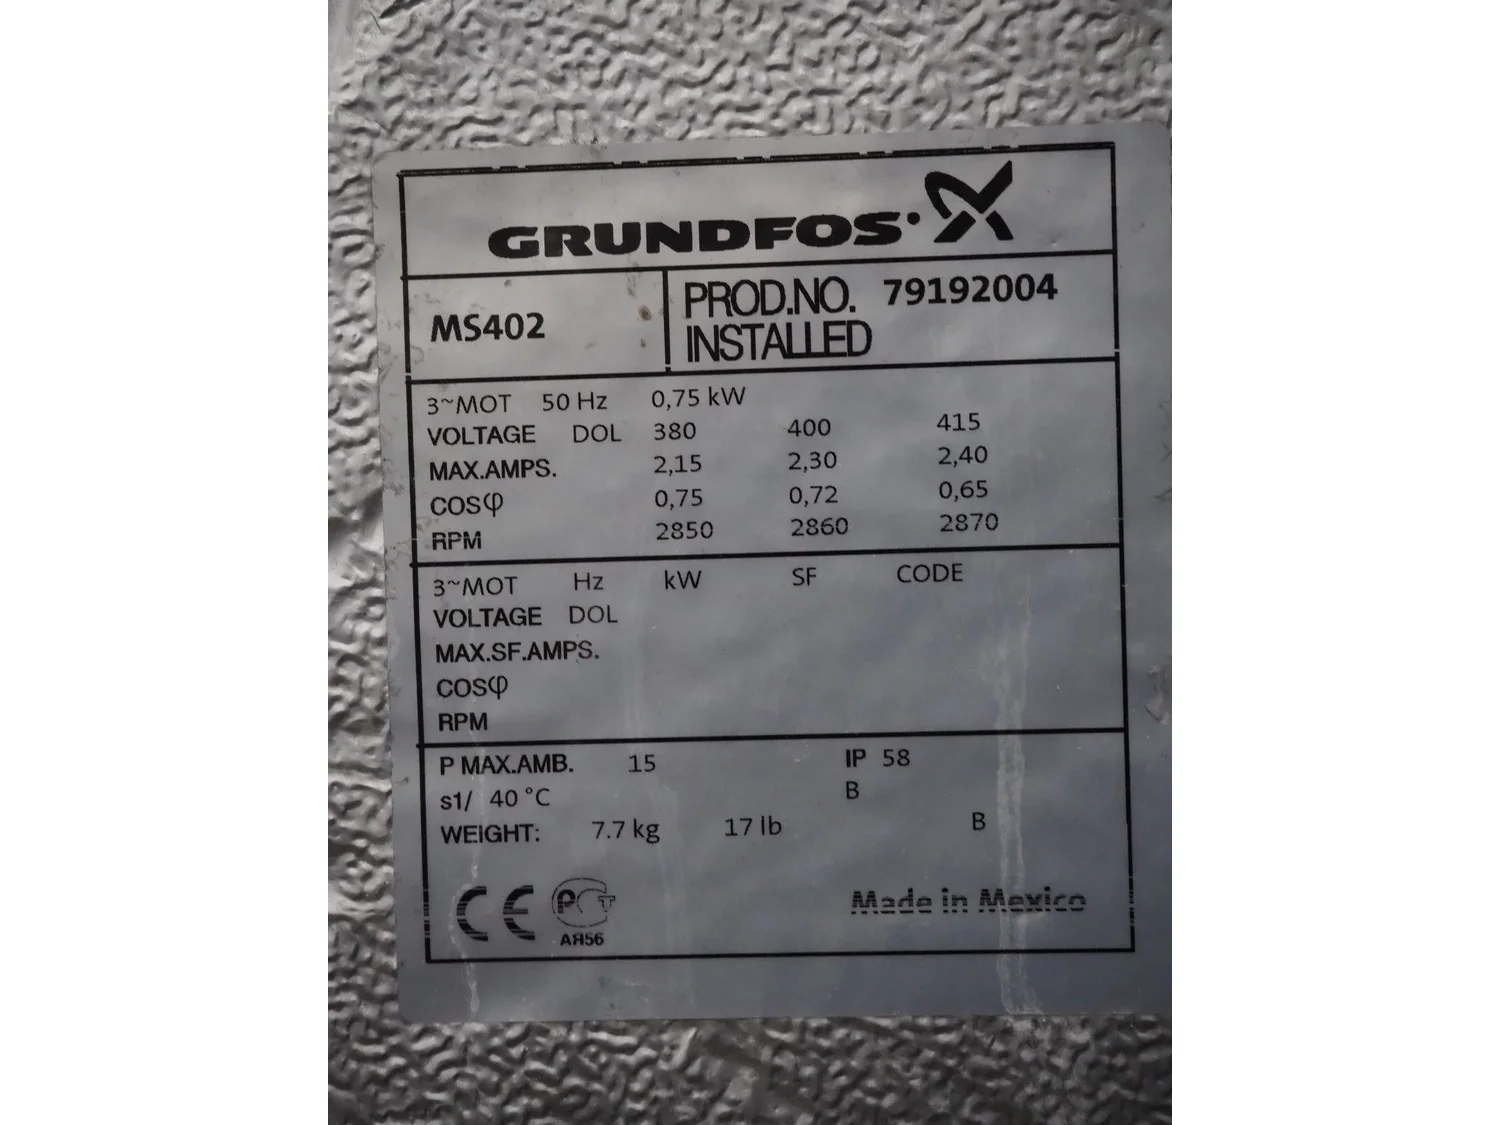 GRUNDFOS
MS402
PROD.NO. 79192004
INSTALLED
3~MOT 50 Hz 0,75 kW
VOLTAGE DOL 380 400 415
MAX.AMPS. 2,15 2,30 2,40
COSφ 0,75 0,72 0,65
RPM 2850 2860 2870
3~MOT Hz kW SF CODE
VOLTAGE DOL
MAX.SF.AMPS.
COSφ
RPM
P MAX.AMB. 15 IP 58
s1/ 40 °C B
WEIGHT: 7.7 kg 17 lb B
CE PCT
АЯ56
Made in Mexico